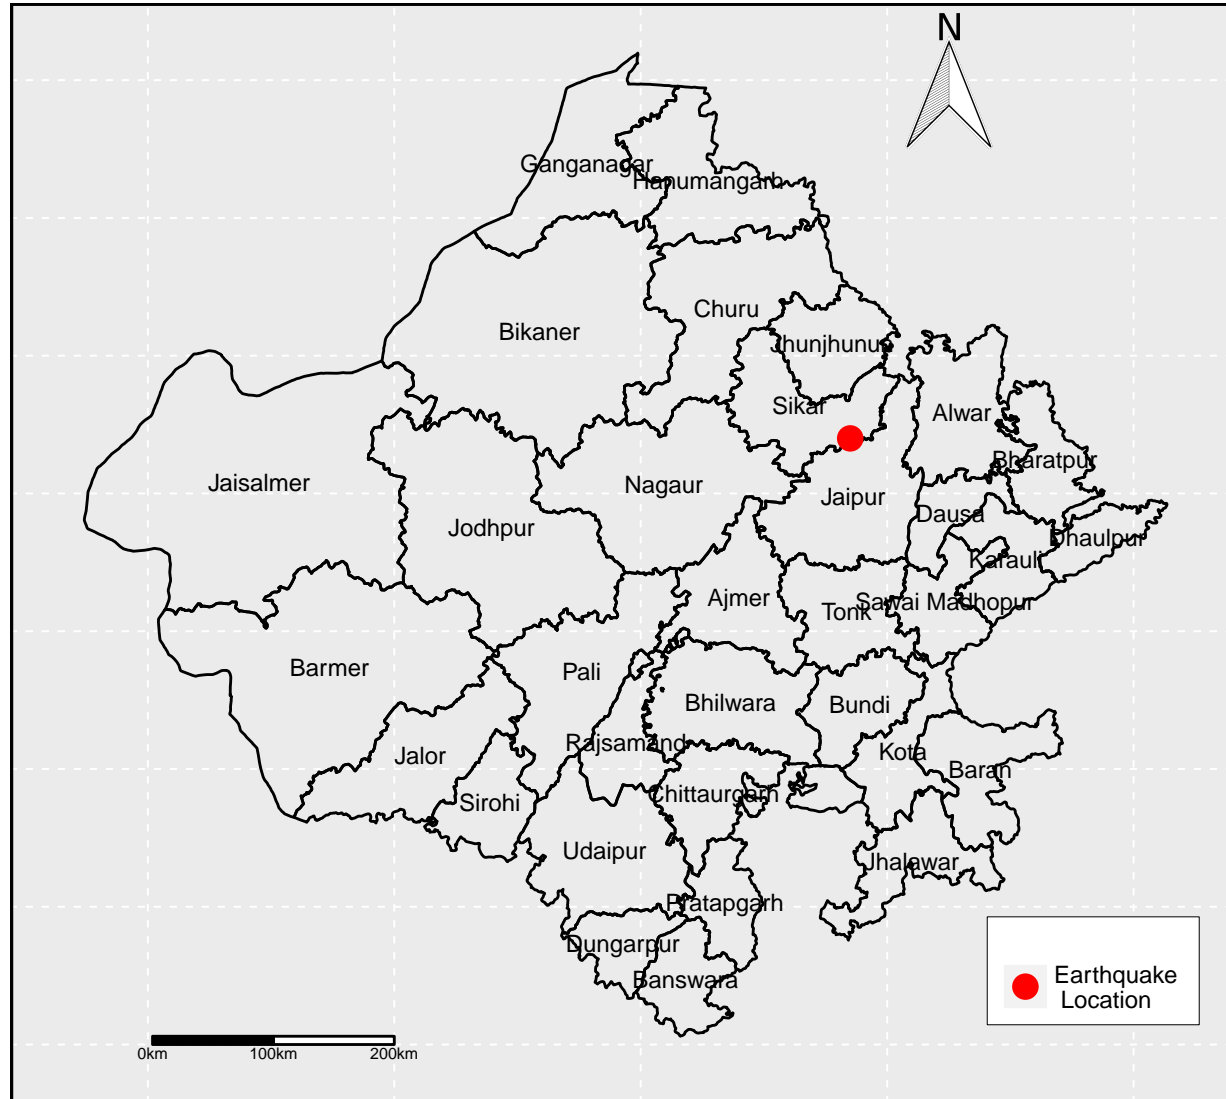 N
Ganganagar
Hanumangarh
Churu
Bikaner
Jhunjhunun
Sikar
Alwar
Bharatpur
Jaisalmer
Nagaur
Jaipur
Dausa
Jodhpur
Dhaulpur
Karauli
Ajmer
Tonk
Sawai Madhopur
Barmer
Pali
Bhilwara
Bundi
Rajsamand
Kota
Jalor
Baran
Sirohi
Chittaurgarh
Udaipur
Jhalawar
Pratapgarh
Dungarpur
Banswara
Earthquake
Location
0km 100km 200km